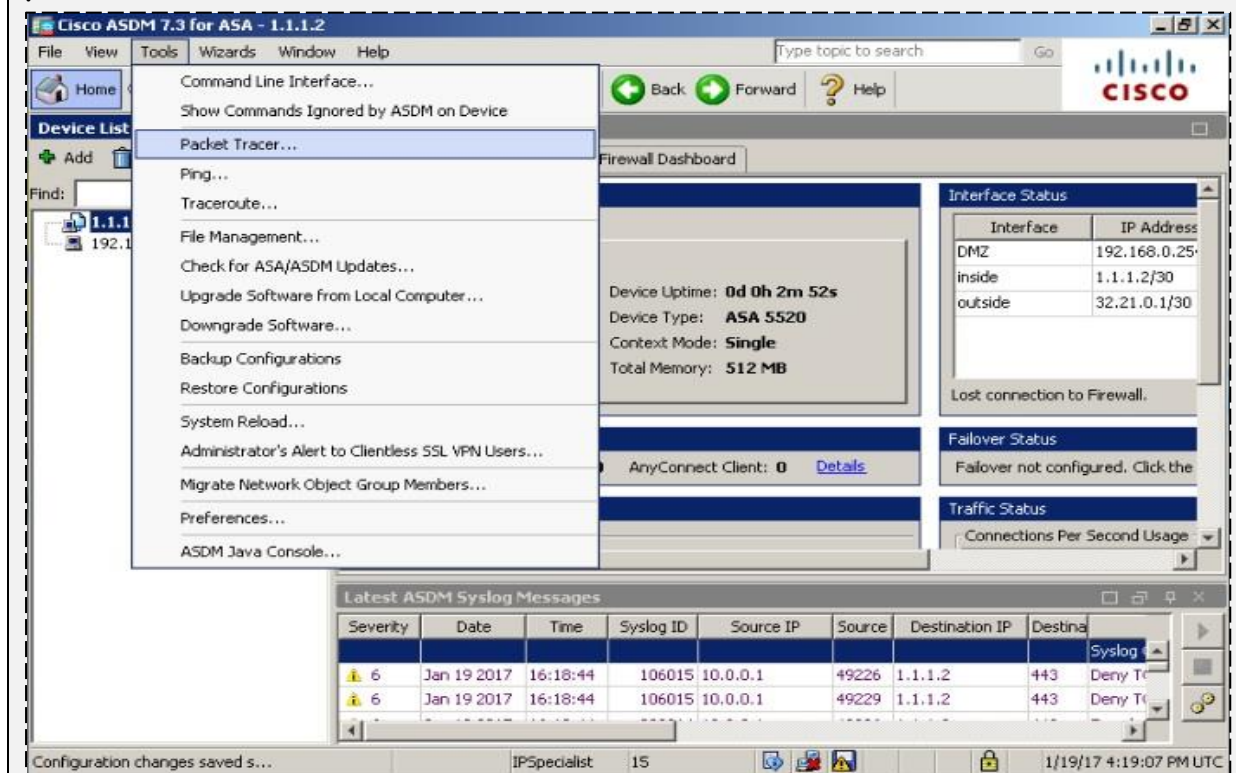 Cisco ASDM 7.3 for ASA - 1.1.1.2
File View Tools Wizards Window Help
Type topic to search Go
Home Back Forward Help
CISCO
Command Line Interface...
Show Commands Ignored by ASDM on Device
Packet Tracer...
Ping...
Traceroute...
File Management...
Check for ASA/ASDM Updates...
Upgrade Software from Local Computer...
Downgrade Software...
Backup Configurations
Restore Configurations
System Reload...
Administrator's Alert to Clientless SSL VPN Users...
Migrate Network Object Group Members...
Preferences...
ASDM Java Console...
Device List
Add
Find:
1.1.1
192.1
Firewall Dashboard
Device Uptime: 0d 0h 2m 52s
Device Type: ASA 5520
Context Mode: Single
Total Memory: 512 MB
AnyConnect Client: 0 Details
Interface Status
Interface IP Address
DMZ 192.168.0.25
inside 1.1.1.2/30
outside 32.21.0.1/30
Lost connection to Firewall.
Failover Status
Failover not configured. Click the
Traffic Status
Connections Per Second Usage
Latest ASDM Syslog Messages
Severity Date Time Syslog ID Source IP Source Destination IP Destina
Syslog
6 Jan 19 2017 16:18:44 106015 10.0.0.1 49226 1.1.1.2 443 Deny
6 Jan 19 2017 16:18:44 106015 10.0.0.1 49229 1.1.1.2 443 Deny
Configuration changes saved s... IPSpecialist 15 1/19/17 4:19:07 PM UTC